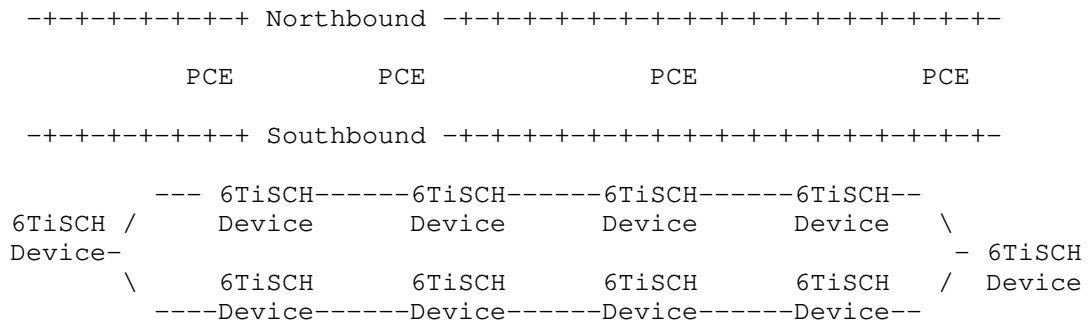 -+-+-+-+-+-+ Northbound -+-+-+-+-+-+-+-+-+-+-+-+-+-+-+-
PCE PCE PCE PCE
-+-+-+-+-+-+ Southbound -+-+-+-+-+-+-+-+-+-+-+-+-+-+-+-
--- 6TiSCH------6TiSCH------6TiSCH------6TiSCH--
6TiSCH / Device Device Device Device \
Device- - 6TiSCH
\ 6TiSCH 6TiSCH 6TiSCH 6TiSCH / Device
----Device------Device------Device------Device--